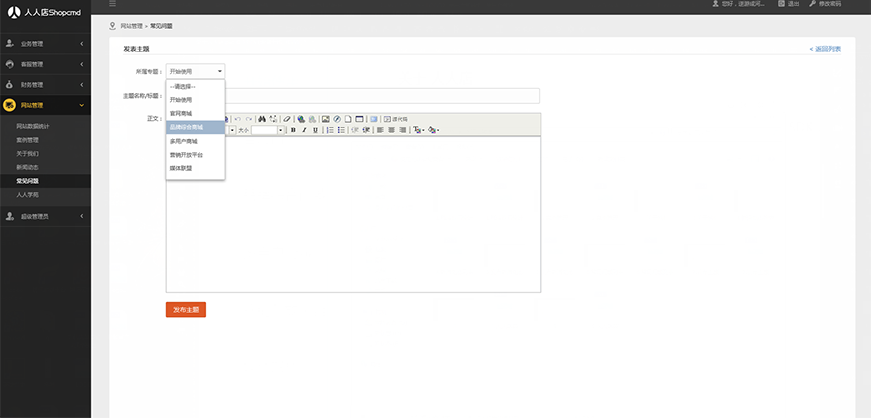 人人店Shopcmd
您好，
退出
修改密码
业务管理
客服管理
财务管理
网站管理
网站数据统计
案例管理
关于我们
新闻动态
常见问题
人人学苑
超级管理员
网站管理 > 常见问题
发表主题
< 返回列表
所属专题：
开始使用
--请选择--
开始使用
官网商城
品牌综合商城
多用户商城
营销开放平台
媒体联盟
主题名称/标题：
正文：
源代码
大小
发布主题